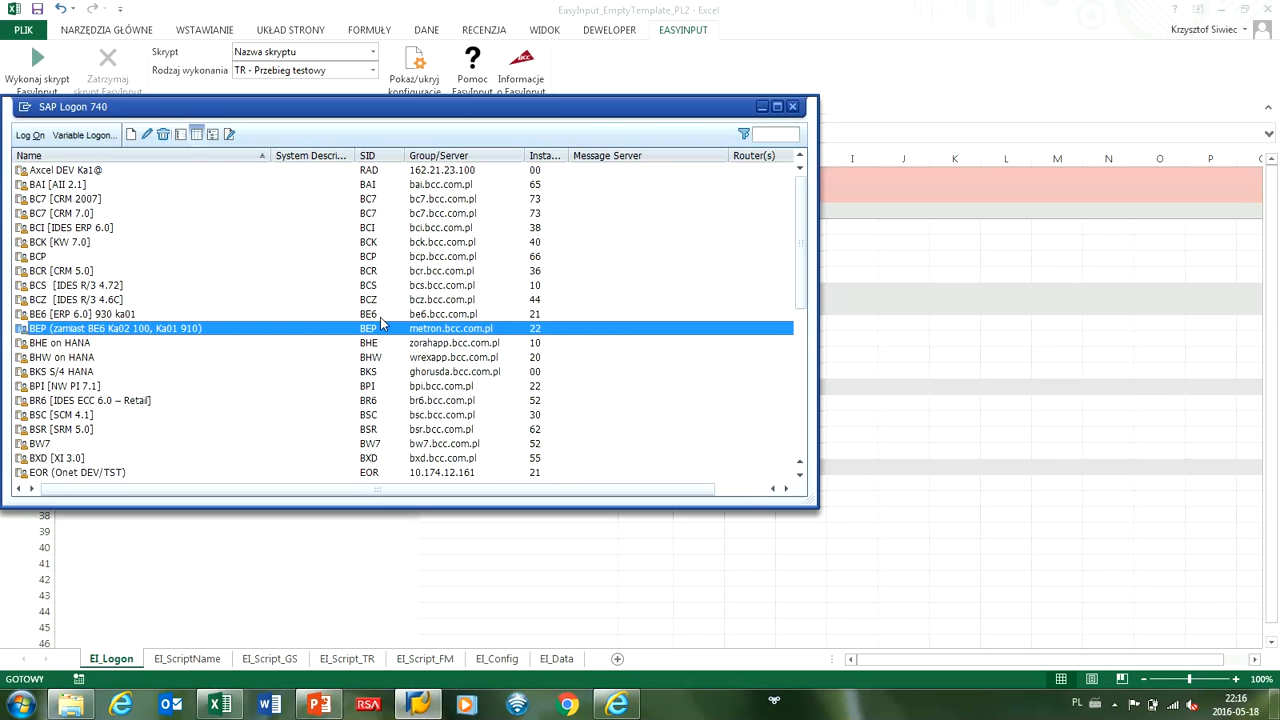 EasyInput_EmptyTemplate_PL2 - Excel
PLIK NARZĘDZIA GŁÓWNE WSTAWIANIE UKŁAD STRONY FORMUŁY DANE RECENZJA WIDOK DEVELOPER EASYINPUT Krzysztof Siwiec
Skrypt Nazwa skryptu
Rodzaj wykonania TR - Przebieg testowy
Wykonaj skrypt Zatrzymaj Pokaż/ukryj Pomoc Informacje
EasyInput skrypt konfigurację EasyInput o EasyInput
SAP Logon 740
Log On Variable Logon...
Name System Descri... SID Group/Server Insta... Message Server Router(s)
I J K L M N O P
Axcel DEV Ka1@ RAD 162.21.23.100 00
BAI [AII 2.1] BAI bai.bcc.com.pl 65
BC7 [CRM 2007] BC7 bc7.bcc.com.pl 73
BC7 [CRM 7.0] BC7 bc7.bcc.com.pl 73
BCI [IDES ERP 6.0] BCI bci.bcc.com.pl 38
BCK [KW 7.0] BCK bck.bcc.com.pl 40
BCP BCP bcp.bcc.com.pl 66
BCR [CRM 5.0] BCR bcr.bcc.com.pl 36
BCS [IDES R/3 4.72] BCS bcs.bcc.com.pl 10
BCZ [IDES R/3 4.6C] BCZ bcz.bcc.com.pl 44
BE6 [ERP 6.0] 930 ka01 BE6 be6.bcc.com.pl 21
BEP (zamiast BE6 Ka02 100, Ka01 910) BEP metron.bcc.com.pl 22
BHE on HANA BHE zorahapp.bcc.com.pl 10
BHW on HANA BHW wrexapp.bcc.com.pl 20
BKS S/4 HANA BKS ghorusda.bcc.com.pl 00
BPI [NW PI 7.1] BPI bpi.bcc.com.pl 22
BR6 [IDES ECC 6.0 – Retail] BR6 br6.bcc.com.pl 52
BSC [SCM 4.1] BSC bsc.bcc.com.pl 30
BSR [SRM 5.0] BSR bsr.bcc.com.pl 62
BW7 BW7 bw7.bcc.com.pl 52
BXD [XI 3.0] BXD bxd.bcc.com.pl 55
EOR (Onet DEV/TST) EOR 10.174.12.161 21
38
39
40
41
42
43
44
45
46
EI_Logon EI_ScriptName EI_Script_GS EI_Script_TR EI_Script_FM EI_Config EI_Data
GOTOWY 100%
RSA PL 22:16
2016-05-18